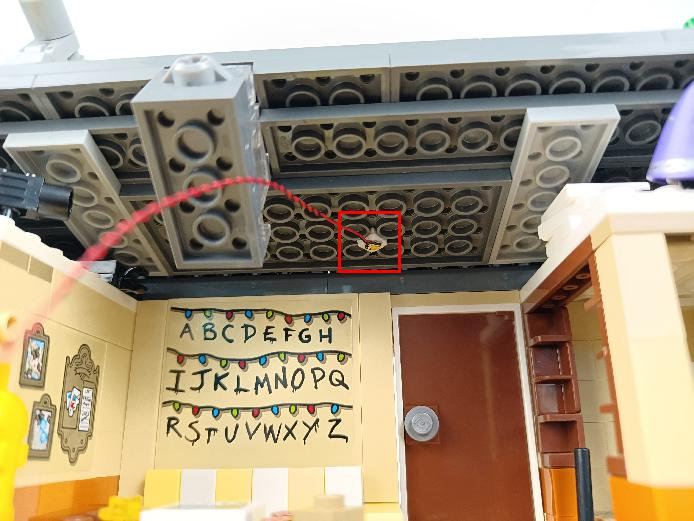 ABCDEFGH
IJKLMNOPQ
RSTUVWXYZ